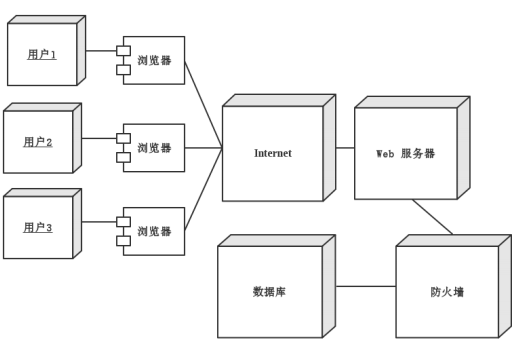 用户1
浏览器
用户2
浏览器
用户3
浏览器
Internet
Web 服务器
数据库
防火墙